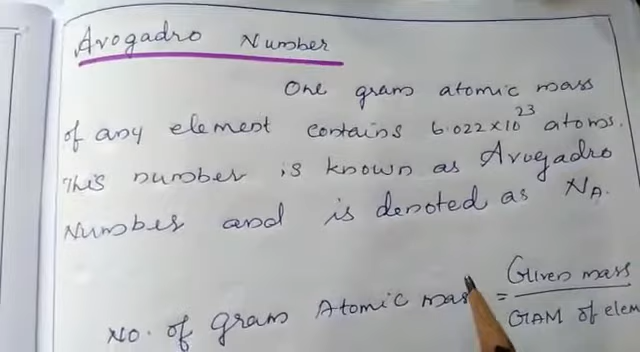 Avogadro Number
One gram atomic mass
of any element contains 6.022×10²³ atoms.
This number is known as Avogadro
Number and is denoted as NA.
No. of gram Atomic mass = Given mass
GAM of elem